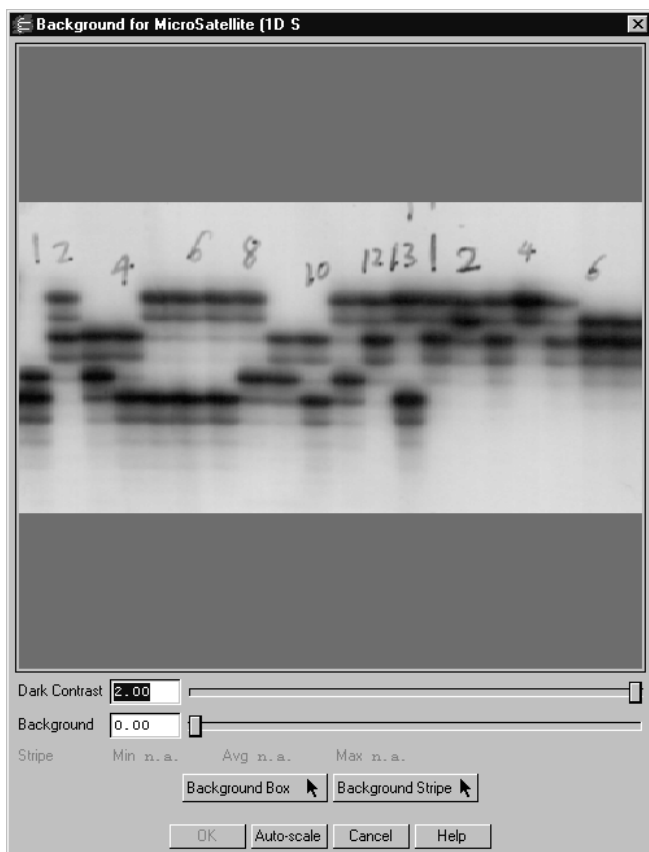 Background for MicroSatellite (1D S
1 2 4 6 8 10 12 13 1 2 4 6
Dark Contrast 2.00
Background 0.00
Stripe Min n.a. Avg n.a. Max n.a.
Background Box Background Stripe
OK Auto-scale Cancel Help